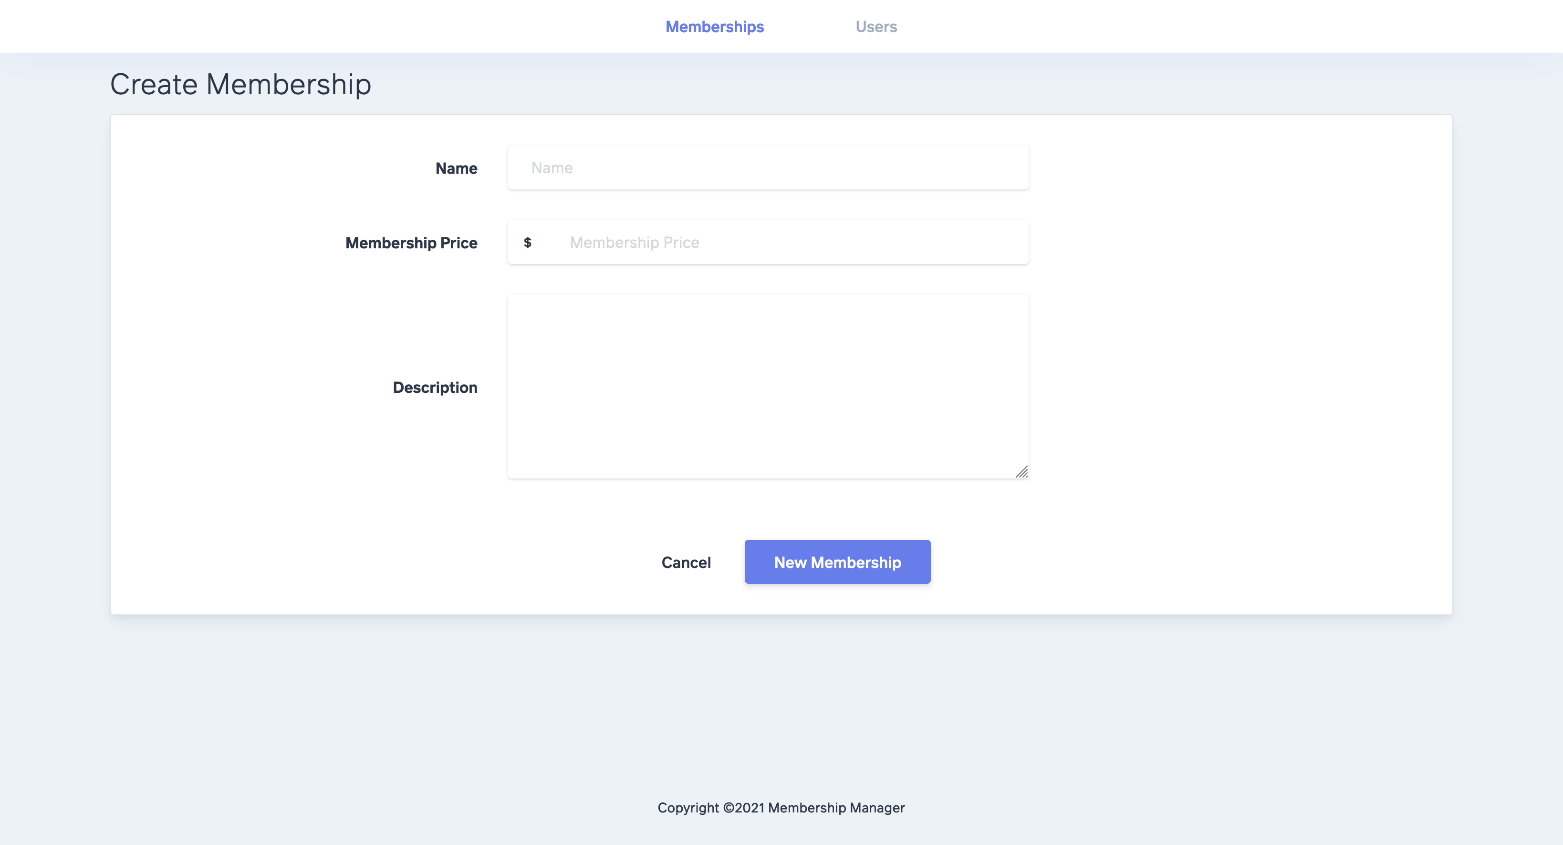 Memberships Users
Create Membership
Name Name
Membership Price $ Membership Price
Description
Cancel New Membership
Copyright ©2021 Membership Manager